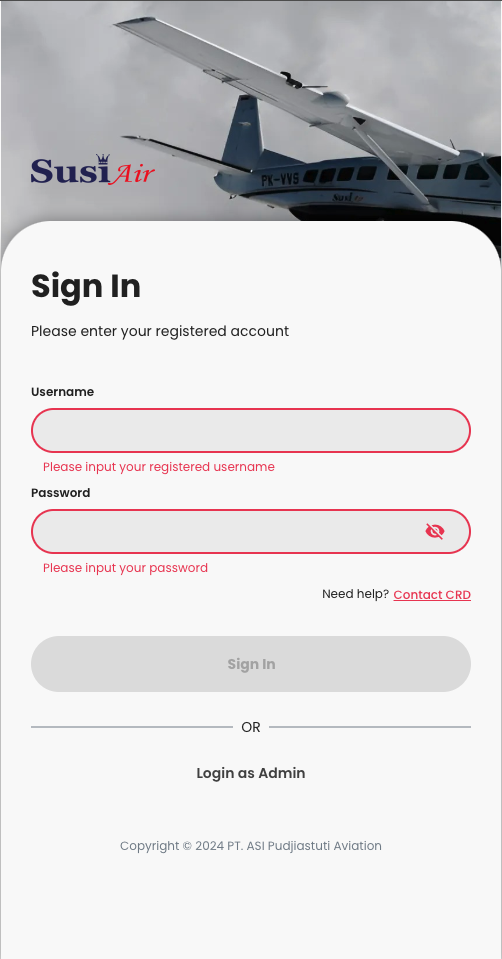 Susi Air
PK-VVS
Susi Air
Sign In
Please enter your registered account
Username
Please input your registered username
Password
Please input your password
Need help? Contact CRD
Sign In
OR
Login as Admin
Copyright © 2024 PT. ASI Pudjiastuti Aviation